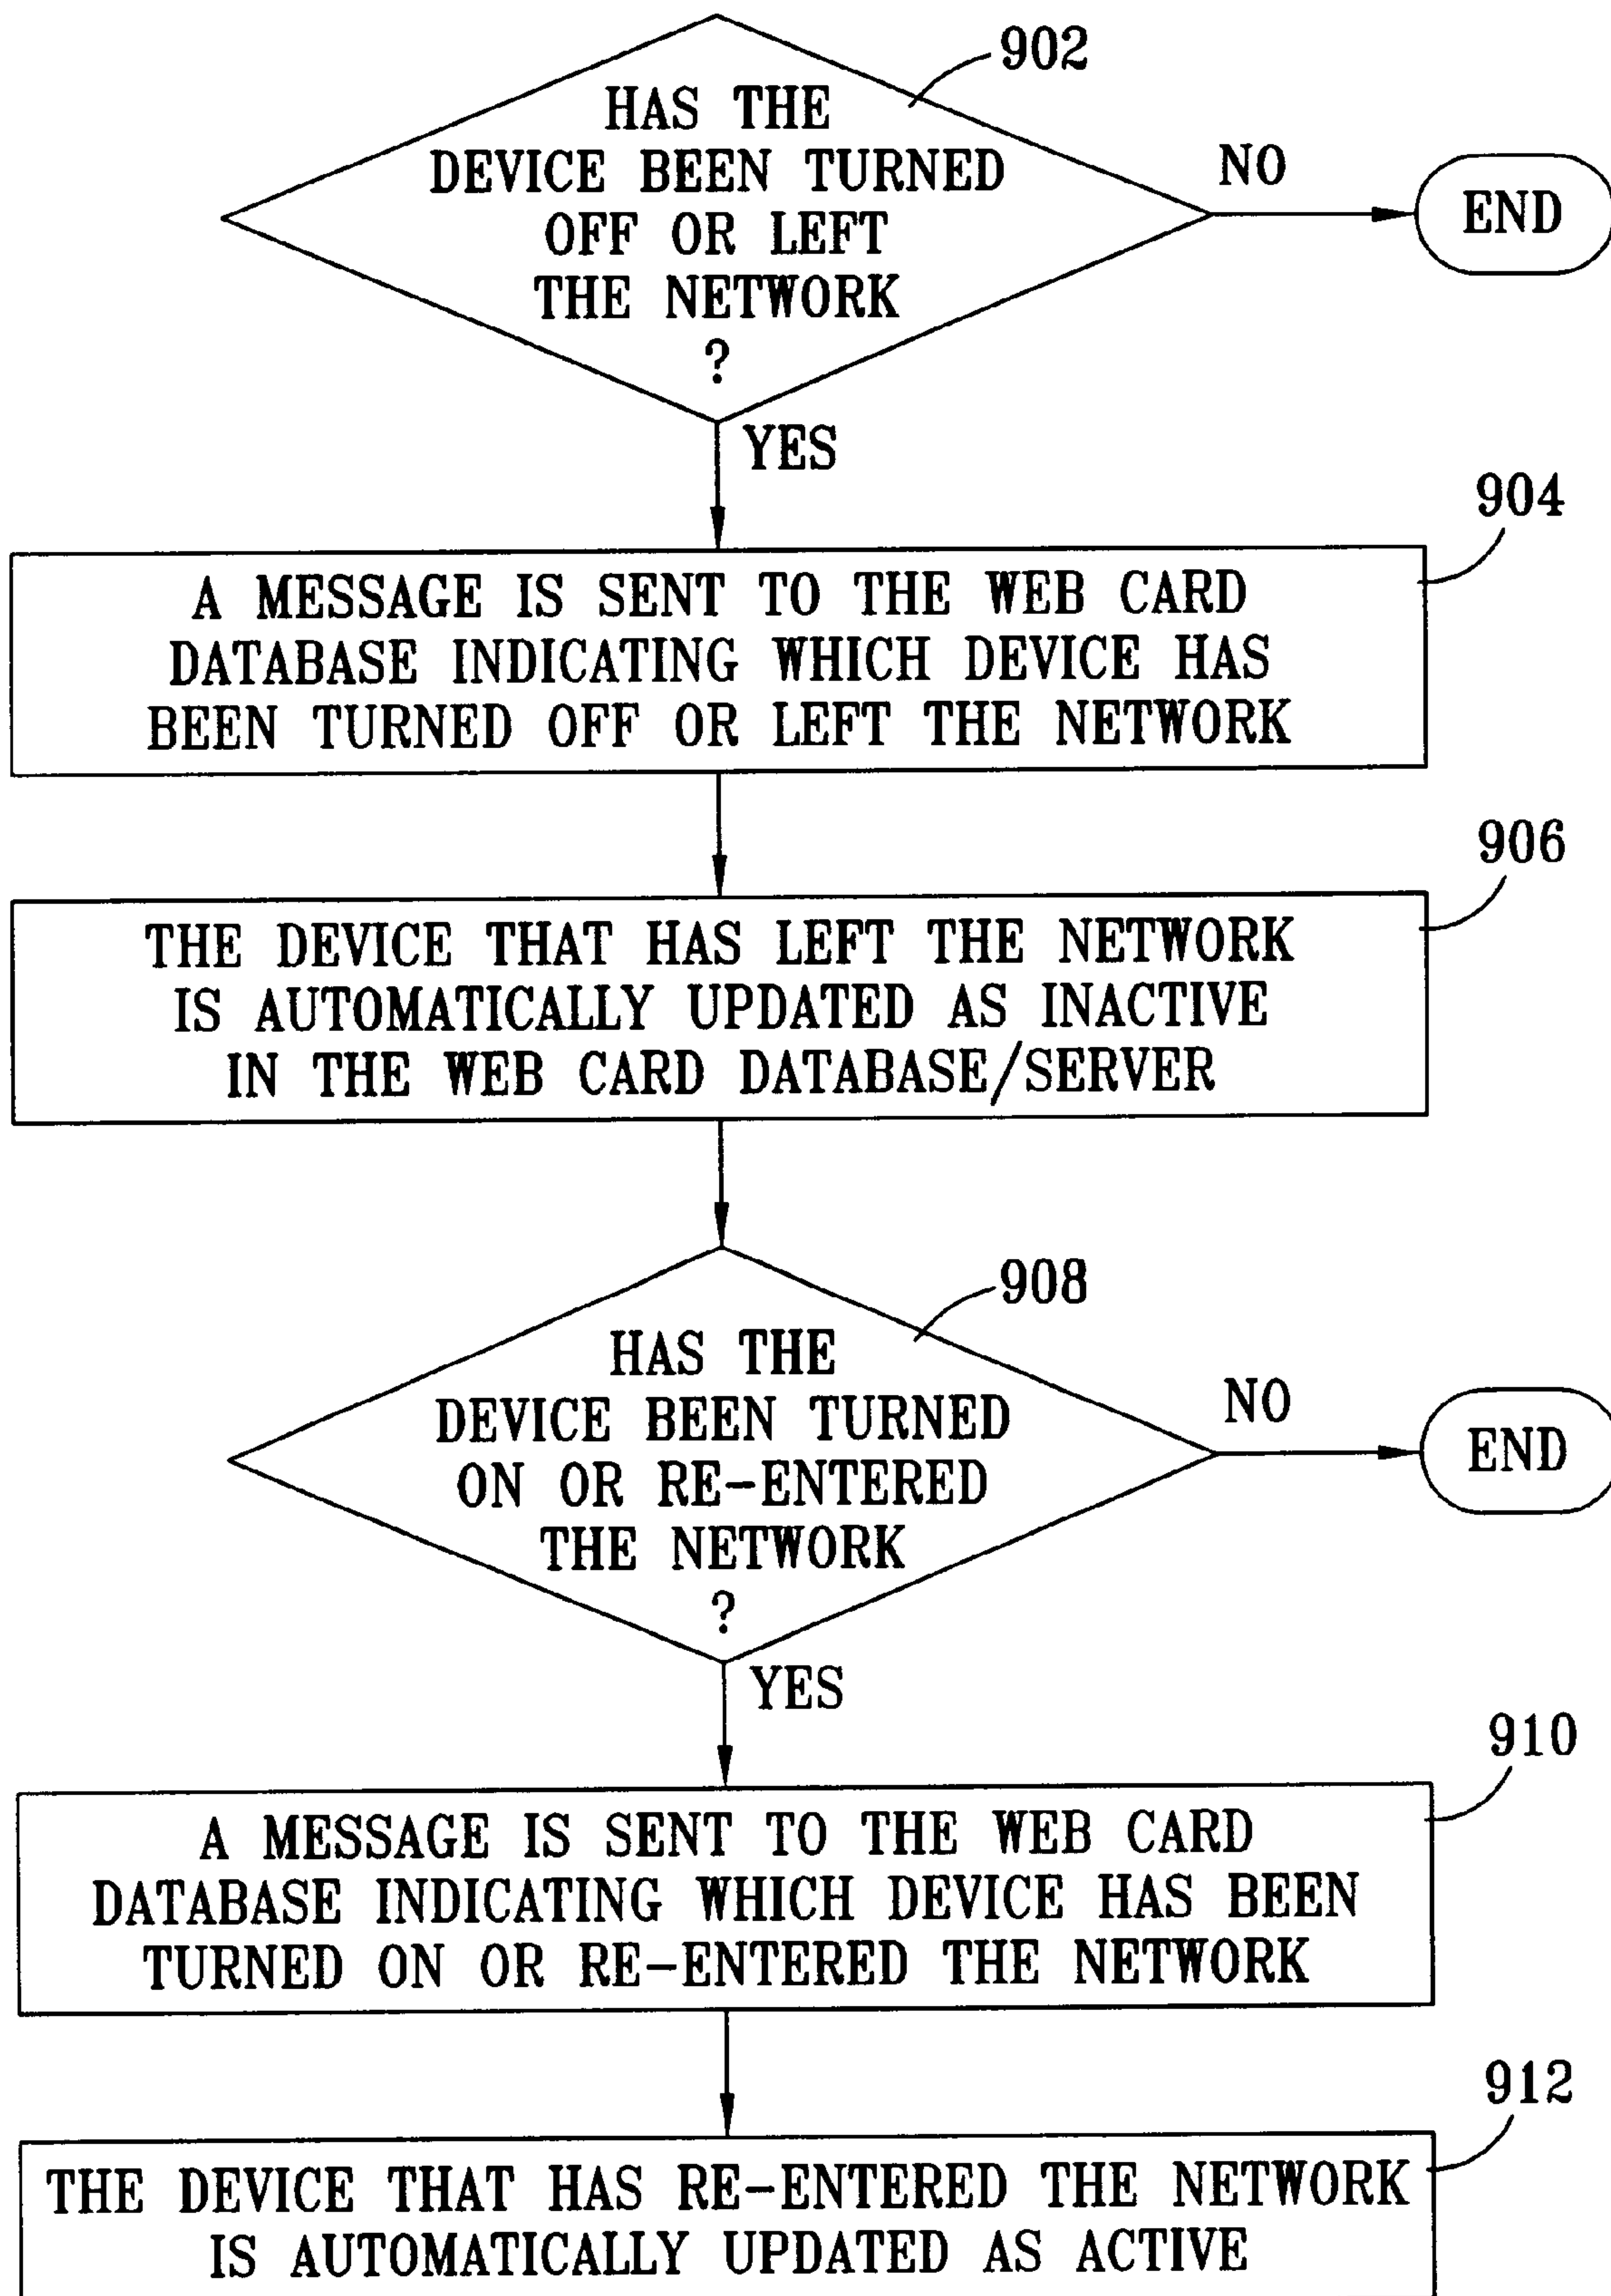 902
HAS THE
DEVICE BEEN TURNED
OFF OR LEFT
THE NETWORK
?
NO
END
YES
904
A MESSAGE IS SENT TO THE WEB CARD
DATABASE INDICATING WHICH DEVICE HAS
BEEN TURNED OFF OR LEFT THE NETWORK
906
THE DEVICE THAT HAS LEFT THE NETWORK
IS AUTOMATICALLY UPDATED AS INACTIVE
IN THE WEB CARD DATABASE/SERVER
908
HAS THE
DEVICE BEEN TURNED
ON OR RE-ENTERED
THE NETWORK
?
NO
END
YES
910
A MESSAGE IS SENT TO THE WEB CARD
DATABASE INDICATING WHICH DEVICE HAS BEEN
TURNED ON OR RE-ENTERED THE NETWORK
912
THE DEVICE THAT HAS RE-ENTERED THE NETWORK
IS AUTOMATICALLY UPDATED AS ACTIVE